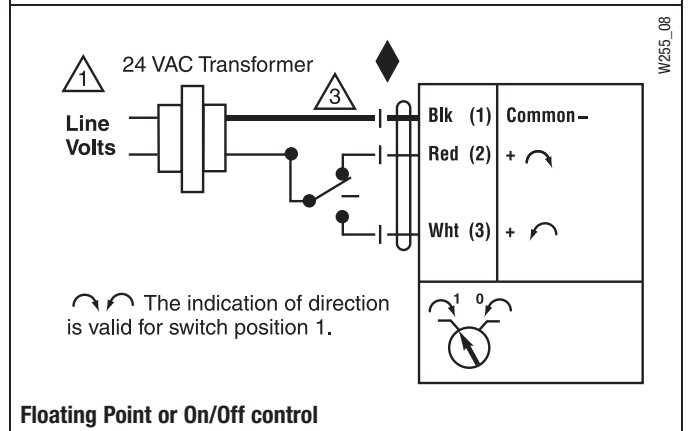 W255_08
1
24 VAC Transformer
3
Line
Volts
Blk (1) Common–
Red (2) +
Wht (3) +
The indication of direction
is valid for switch position 1.
1 0
Floating Point or On/Off control